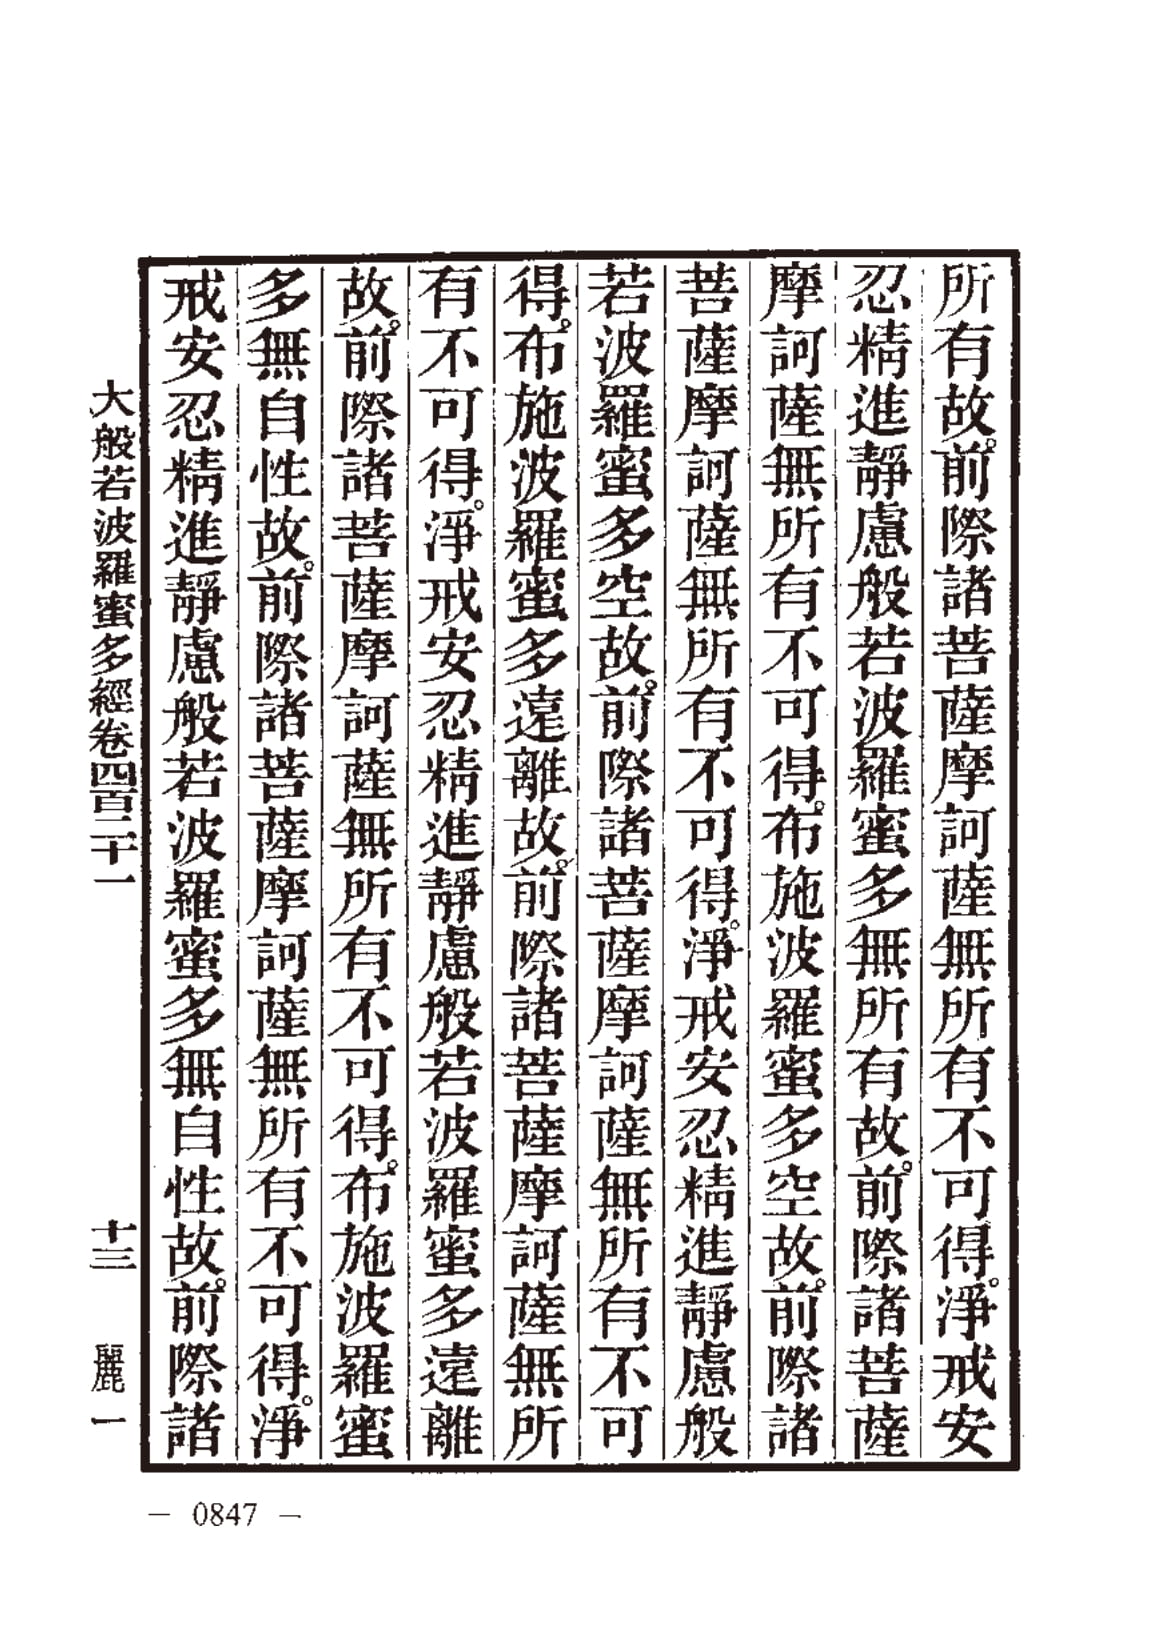 所有故。前際諸菩薩摩訶薩無所有不可得。淨戒安
忍精進靜慮般若波羅蜜多無所有故。前際諸菩薩
摩訶薩無所有不可得。布施波羅蜜多空故。前際諸
菩薩摩訶薩無所有不可得。淨戒安忍精進靜慮般
若波羅蜜多空故。前際諸菩薩摩訶薩無所有不可
得。布施波羅蜜多遠離故。前際諸菩薩摩訶薩無所
有不可得。淨戒安忍精進靜慮般若波羅蜜多遠離
故。前際諸菩薩摩訶薩無所有不可得。布施波羅蜜
多無自性故。前際諸菩薩摩訶薩無所有不可得。淨
戒安忍精進靜慮般若波羅蜜多無自性故。前際諸
大般若波羅蜜多經卷四百二十一 十三 麗一
— 0847 —